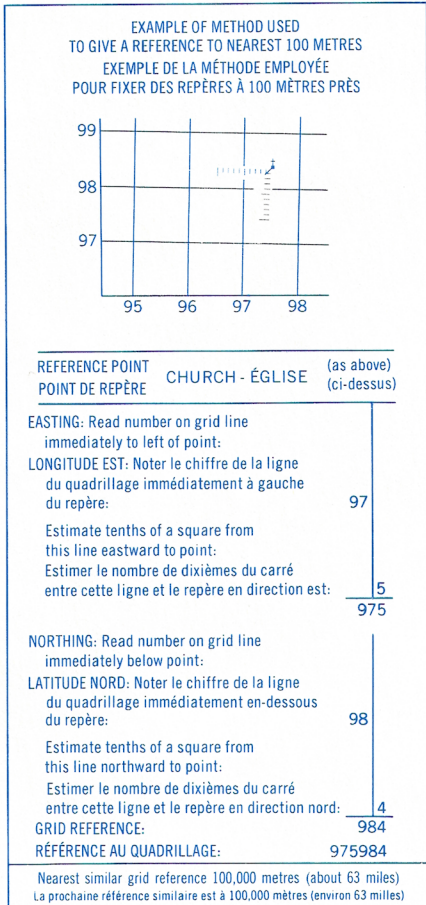 EXAMPLE OF METHOD USED
TO GIVE A REFERENCE TO NEAREST 100 METRES
EXEMPLE DE LA MÉTHODE EMPLOYÉE
POUR FIXER DES REPÈRES À 100 MÈTRES PRÈS
99
98
97
95 96 97 98
REFERENCE POINT
POINT DE REPÈRE
CHURCH - ÉGLISE
(as above)
(ci-dessus)
EASTING: Read number on grid line
immediately to left of point:
LONGITUDE EST: Noter le chiffre de la ligne
du quadrillage immédiatement à gauche
du repère: 97
Estimate tenths of a square from
this line eastward to point:
Estimer le nombre de dixièmes du carré
entre cette ligne et le repère en direction est: 5
975
NORTHING: Read number on grid line
immediately below point:
LATITUDE NORD: Noter le chiffre de la ligne
du quadrillage immédiatement en-dessous
du repère: 98
Estimate tenths of a square from
this line northward to point:
Estimer le nombre de dixièmes du carré
entre cette ligne et le repère en direction nord: 4
GRID REFERENCE: 984
RÉFÉRENCE AU QUADRILLAGE: 975984
Nearest similar grid reference 100,000 metres (about 63 miles)
La prochaine référence similaire est à 100,000 mètres (environ 63 milles)